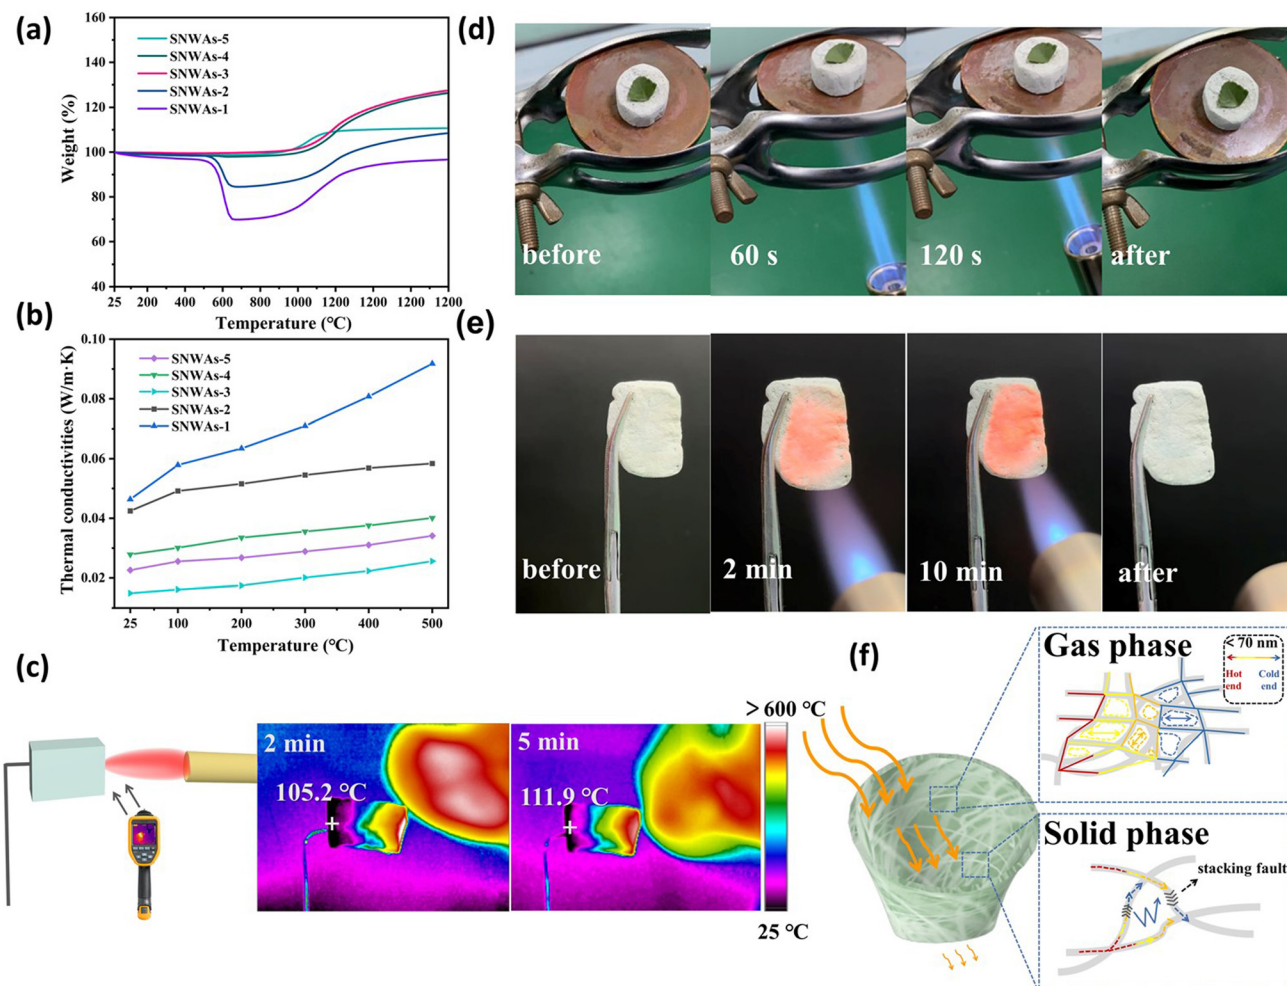 (a)
160
140
120
100
80
60
40
Weight (%)
SNWAs-5
SNWAs-4
SNWAs-3
SNWAs-2
SNWAs-1
25 200 400 600 800 1000 1200 1200 1200 1200
Temperature (℃)
(b)
0.10
0.08
0.06
0.04
0.02
Thermal conductivities (W/m·K)
SNWAs-5
SNWAs-4
SNWAs-3
SNWAs-2
SNWAs-1
25 100 200 300 400 500
Temperature (℃)
(c)
2 min
105.2 ℃
5 min
111.9 ℃
> 600 ℃
25 ℃
(d)
before
60 s
120 s
after
(e)
before
2 min
10 min
after
(f)
Gas phase
< 70 nm
Hot end
Cold end
Solid phase
stacking fault